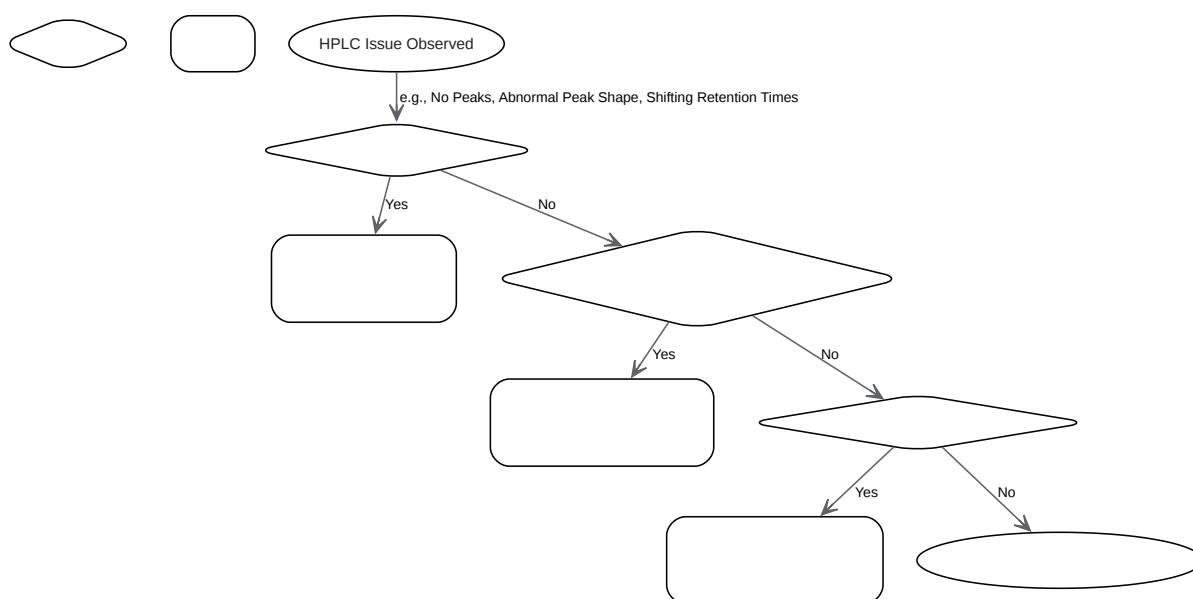 HPLC Issue Observed
e.g., No Peaks, Abnormal Peak Shape, Shifting Retention Times
Yes
No
Yes
No
Yes
No